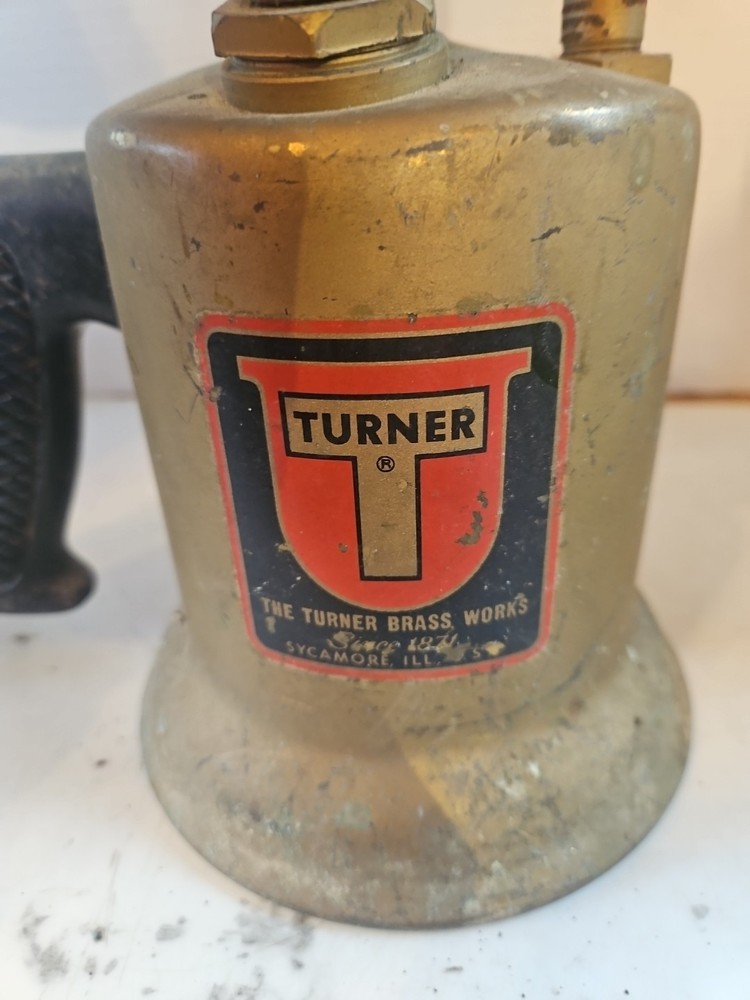 TURNER
®
T
THE TURNER BRASS WORKS
Since 1871
SYCAMORE, ILL.